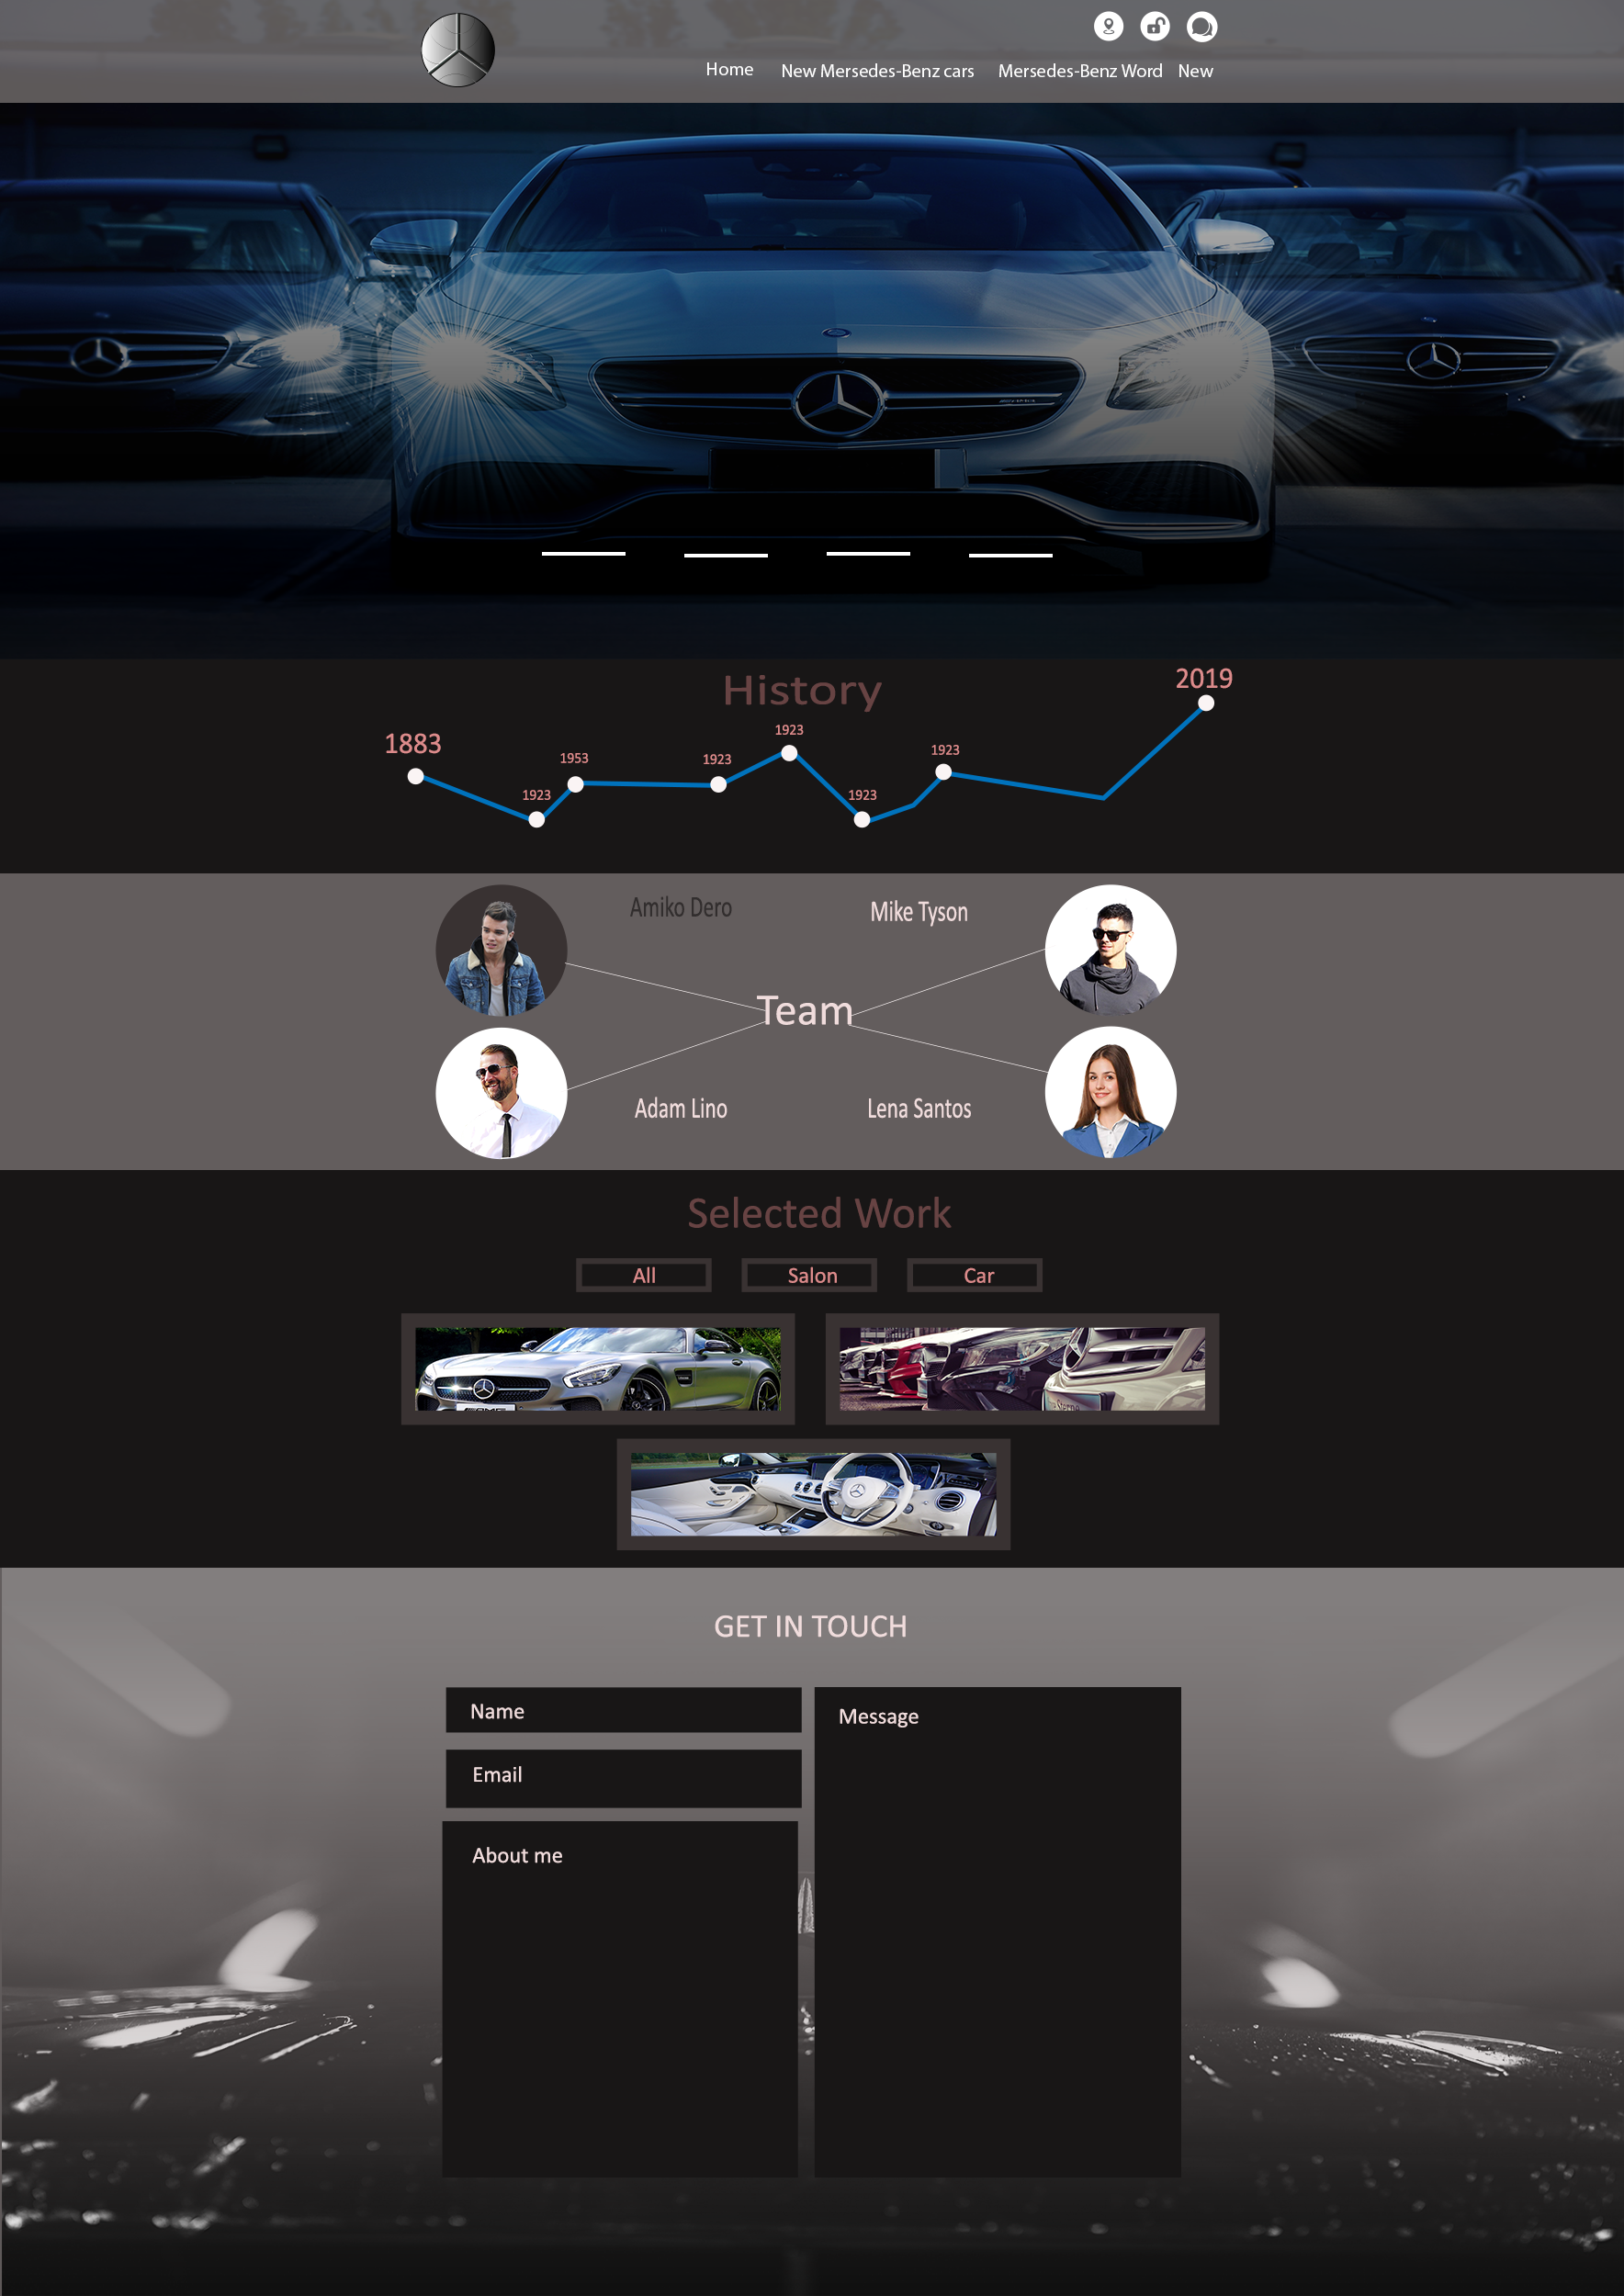 Home
New Mersedes-Benz cars
Mersedes-Benz Word
New
History
2019
1883
1923
1953
1923
1923
1923
1923
Amiko Dero
Mike Tyson
Team
Adam Lino
Lena Santos
Selected Work
All
Salon
Car
GET IN TOUCH
Name
Message
Email
About me